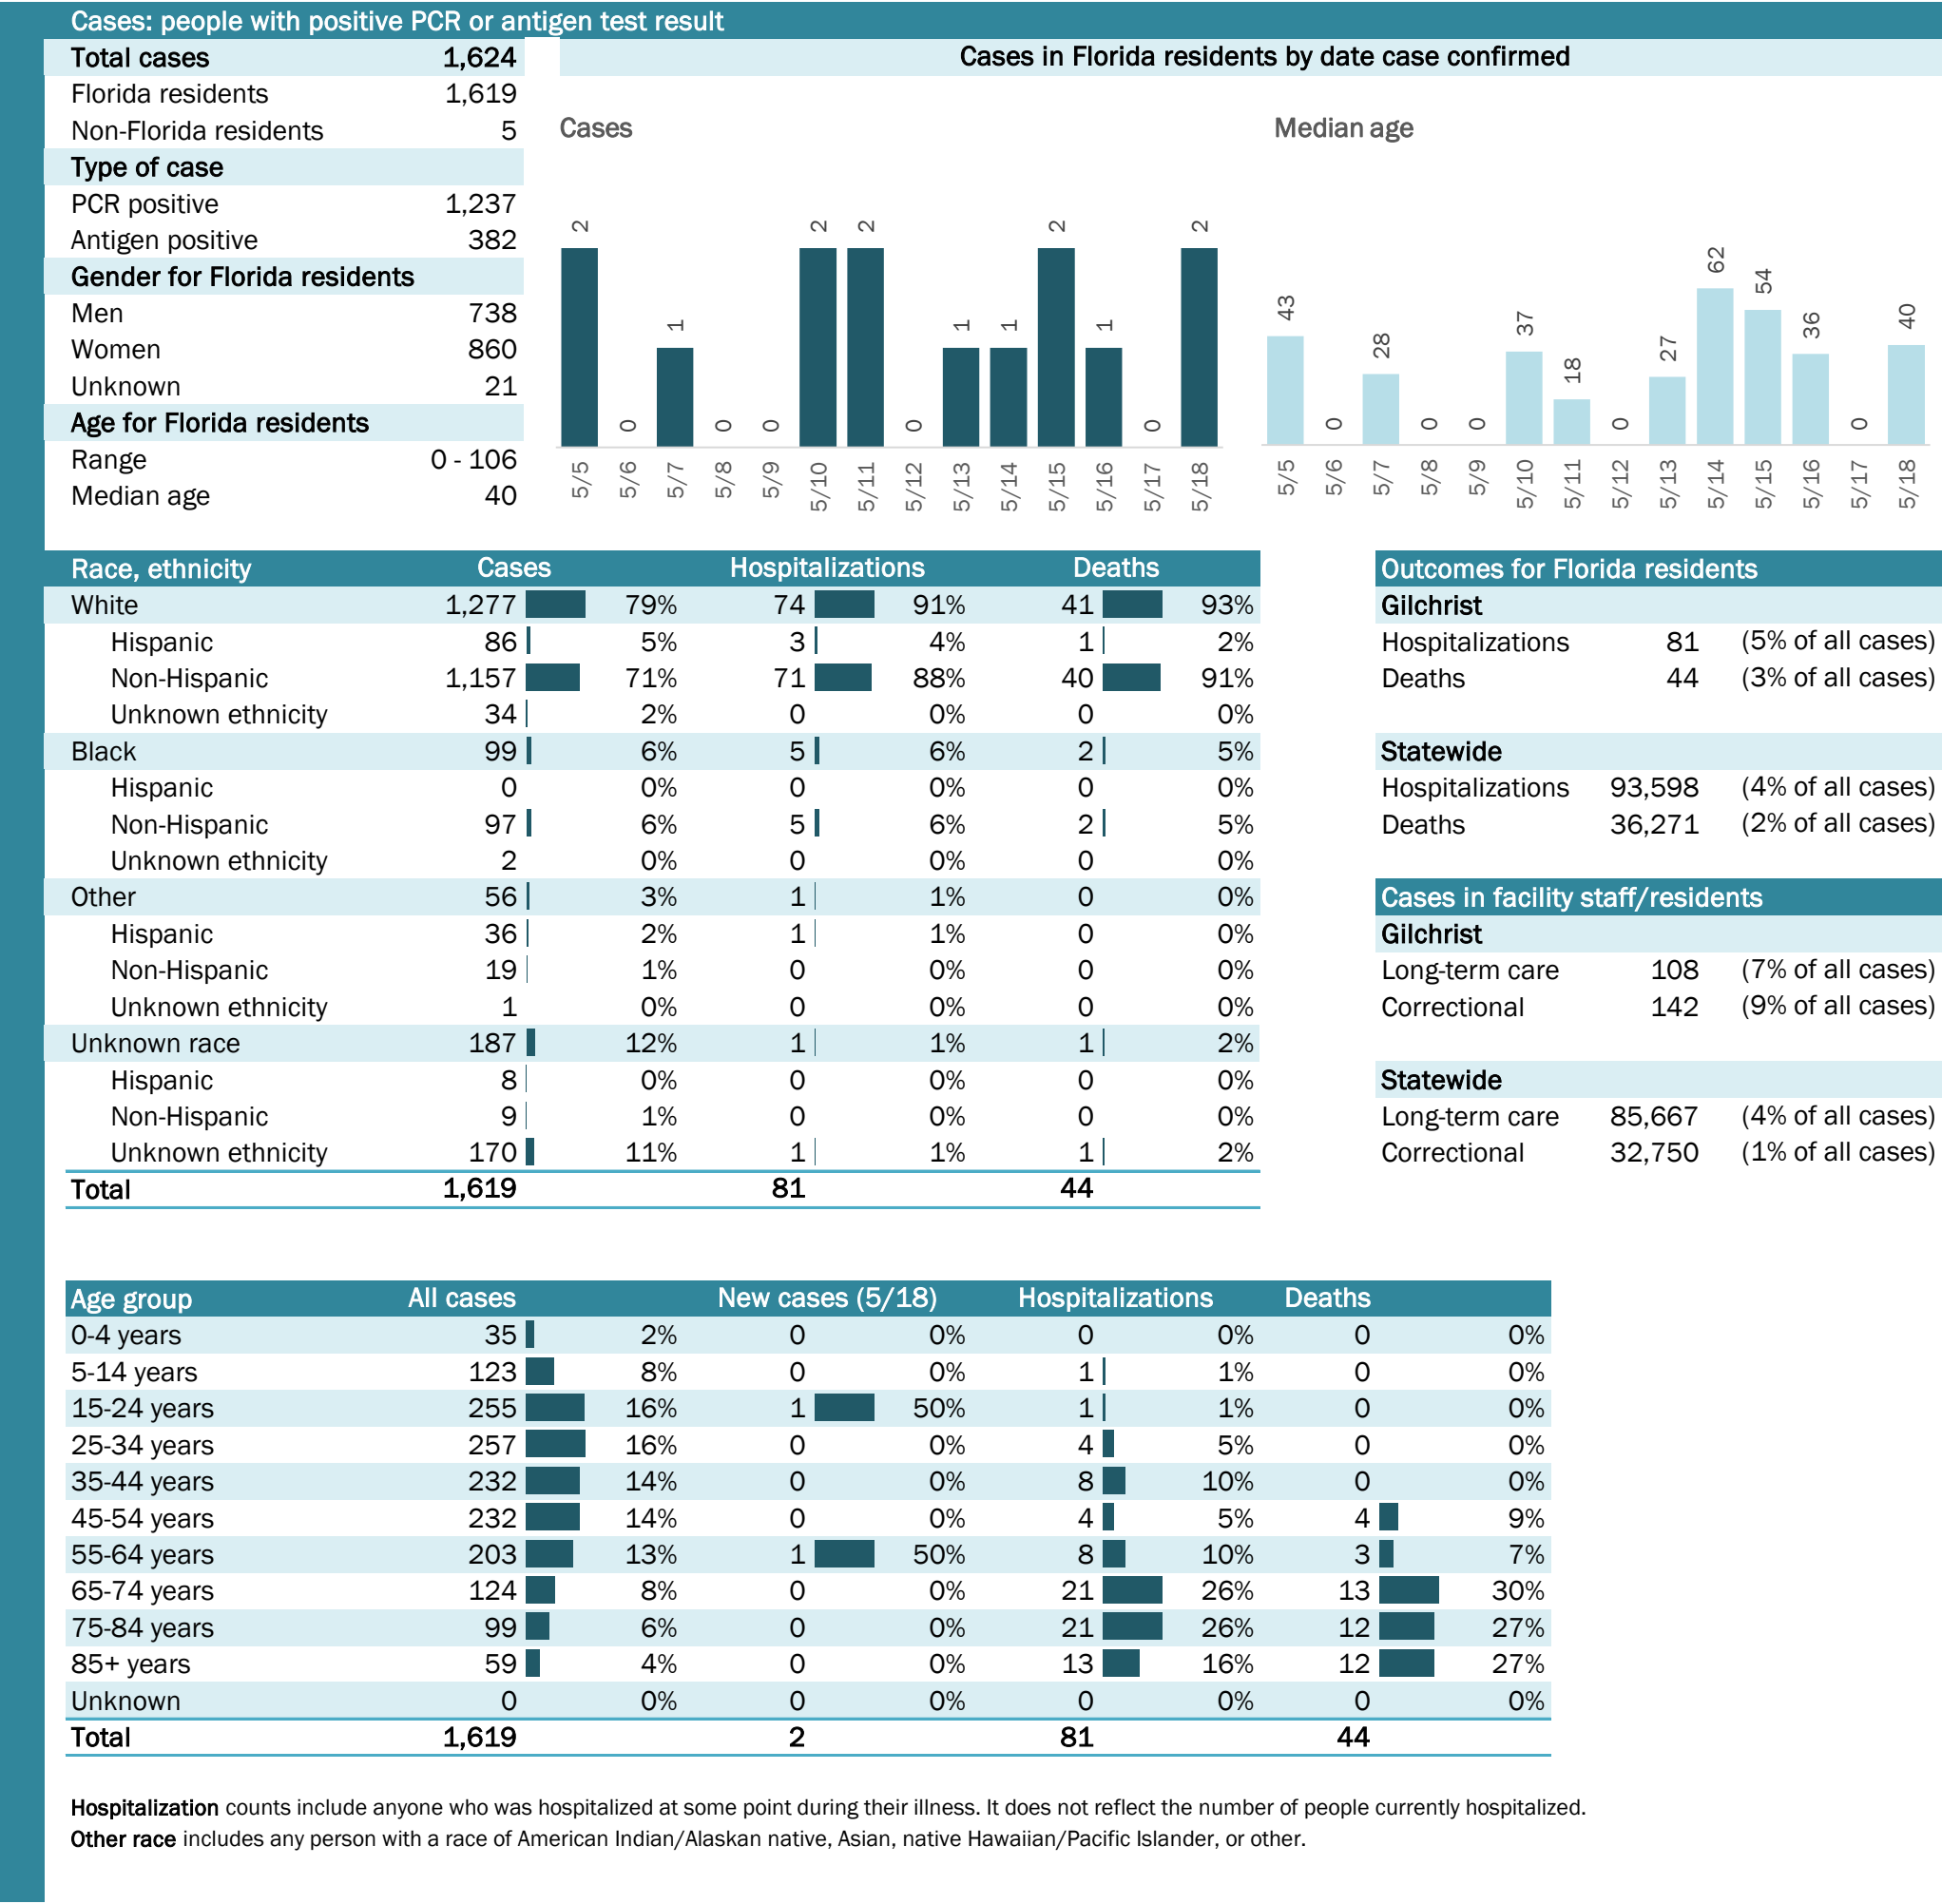 Cases: people with positive PCR or antigen test result
Total cases 1,624
Florida residents 1,619
Non-Florida residents 5
Type of case
PCR positive 1,237
Antigen positive 382
Gender for Florida residents
Men 738
Women 860
Unknown 21
Age for Florida residents
Range 0 - 106
Median age 40
Cases in Florida residents by date case confirmed
Cases
2 0 1 0 0 2 2 0 1 1 2 1 0 2
5/5 5/6 5/7 5/8 5/9 5/10 5/11 5/12 5/13 5/14 5/15 5/16 5/17 5/18
Median age
43 0 28 0 0 37 18 0 27 62 54 36 0 40
5/5 5/6 5/7 5/8 5/9 5/10 5/11 5/12 5/13 5/14 5/15 5/16 5/17 5/18
Race, ethnicity Cases Hospitalizations Deaths
White 1,277 79% 74 91% 41 93%
Hispanic 86 5% 3 4% 1 2%
Non-Hispanic 1,157 71% 71 88% 40 91%
Unknown ethnicity 34 2% 0 0% 0 0%
Black 99 6% 5 6% 2 5%
Hispanic 0 0% 0 0% 0 0%
Non-Hispanic 97 6% 5 6% 2 5%
Unknown ethnicity 2 0% 0 0% 0 0%
Other 56 3% 1 1% 0 0%
Hispanic 36 2% 1 1% 0 0%
Non-Hispanic 19 1% 0 0% 0 0%
Unknown ethnicity 1 0% 0 0% 0 0%
Unknown race 187 12% 1 1% 1 2%
Hispanic 8 0% 0 0% 0 0%
Non-Hispanic 9 1% 0 0% 0 0%
Unknown ethnicity 170 11% 1 1% 1 2%
Total 1,619 81 44
Outcomes for Florida residents
Gilchrist
Hospitalizations 81 (5% of all cases)
Deaths 44 (3% of all cases)
Statewide
Hospitalizations 93,598 (4% of all cases)
Deaths 36,271 (2% of all cases)
Cases in facility staff/residents
Gilchrist
Long-term care 108 (7% of all cases)
Correctional 142 (9% of all cases)
Statewide
Long-term care 85,667 (4% of all cases)
Correctional 32,750 (1% of all cases)
Age group All cases New cases (5/18) Hospitalizations Deaths
0-4 years 35 2% 0 0% 0 0% 0 0%
5-14 years 123 8% 0 0% 1 1% 0 0%
15-24 years 255 16% 1 50% 1 1% 0 0%
25-34 years 257 16% 0 0% 4 5% 0 0%
35-44 years 232 14% 0 0% 8 10% 0 0%
45-54 years 232 14% 0 0% 4 5% 4 9%
55-64 years 203 13% 1 50% 8 10% 3 7%
65-74 years 124 8% 0 0% 21 26% 13 30%
75-84 years 99 6% 0 0% 21 26% 12 27%
85+ years 59 4% 0 0% 13 16% 12 27%
Unknown 0 0% 0 0% 0 0% 0 0%
Total 1,619 2 81 44
Hospitalization counts include anyone who was hospitalized at some point during their illness. It does not reflect the number of people currently hospitalized.
Other race includes any person with a race of American Indian/Alaskan native, Asian, native Hawaiian/Pacific Islander, or other.